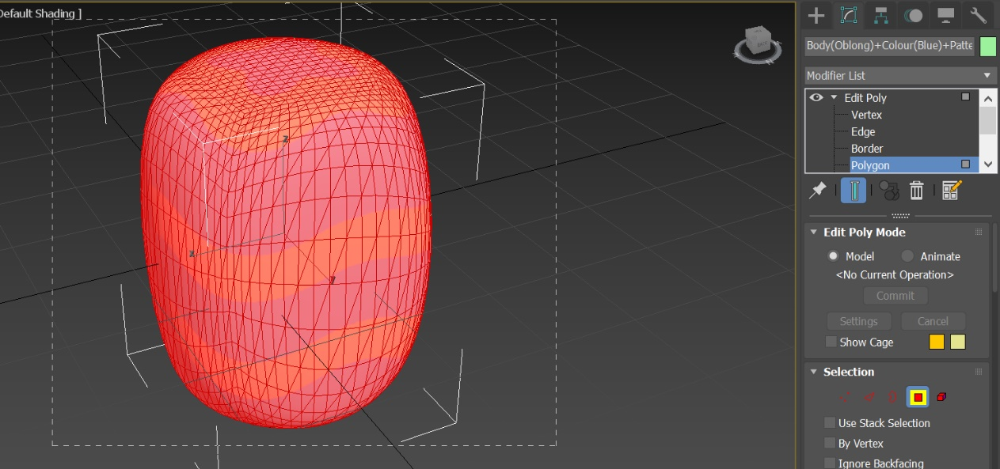 Default Shading ]
Body(Oblong)+Colour(Blue)+Patte
Modifier List
Edit Poly
Vertex
Edge
Border
Polygon
z
x
y
Edit Poly Mode
Model
Animate
<No Current Operation>
Commit
Settings
Cancel
Show Cage
Selection
Use Stack Selection
By Vertex
Ignore Backfacing